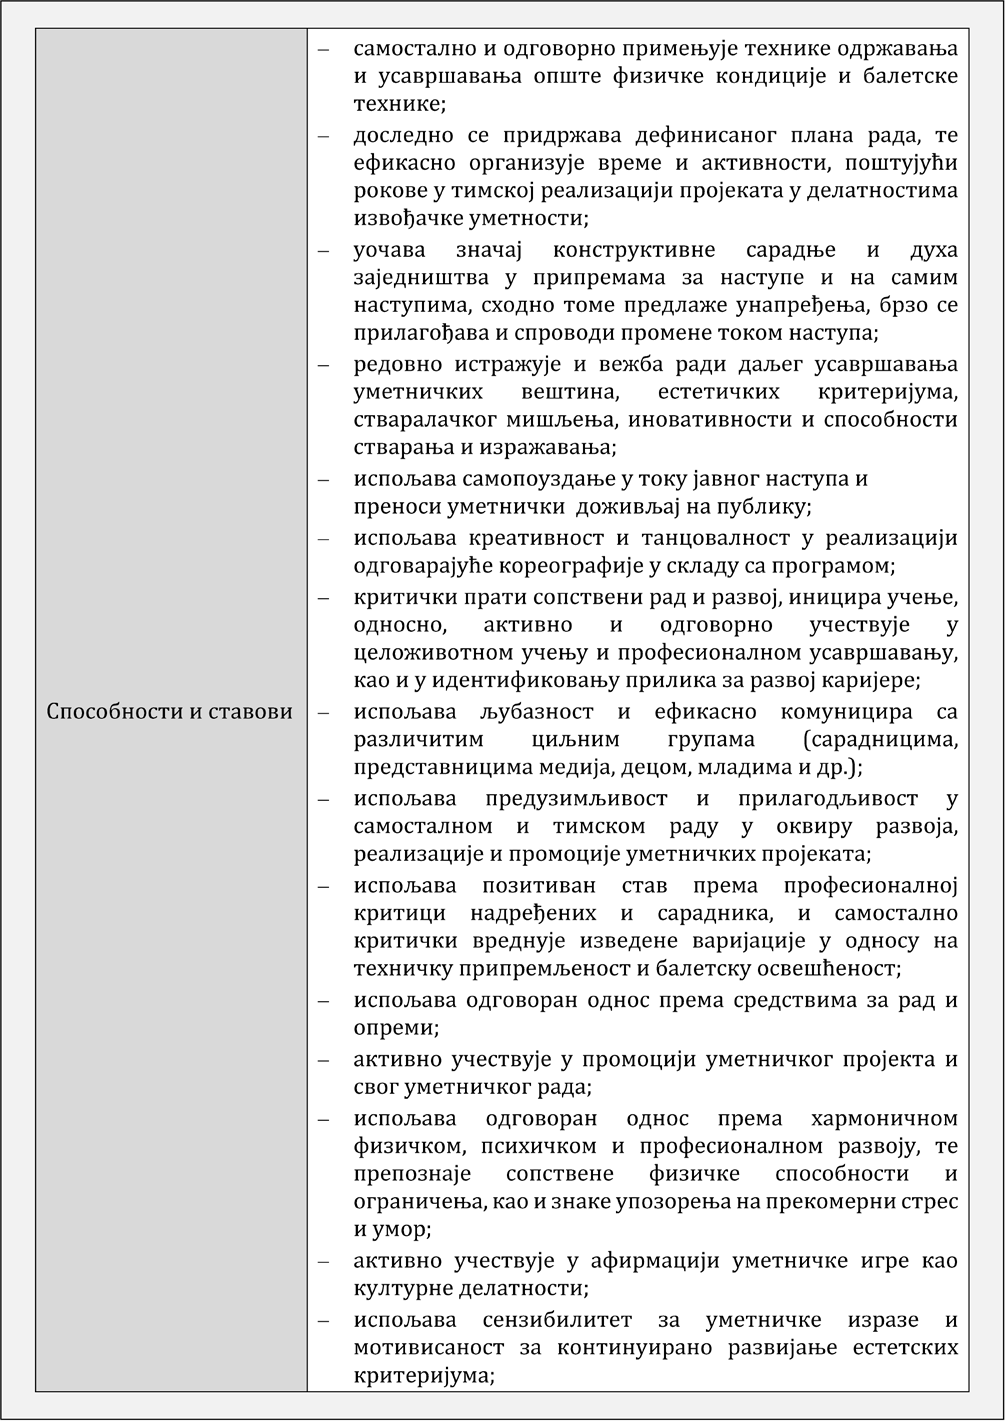 Способности и ставови
– самостално и одговорно примењује технике одржавања
и усавршавања опште физичке кондиције и балетске
технике;
– доследно се придржава дефинисаног плана рада, те
ефикасно организује време и активности, поштујући
рокове у тимској реализацији пројеката у делатностима
извођачке уметности;
– уочава значај конструктивне сарадње и духа
заједништва у припремама за наступе и на самим
наступима, сходно томе предлаже унапређења, брзо се
прилагођава и спроводи промене током наступа;
– редовно истражује и вежба ради даљег усавршавања
уметничких вештина, естетичких критеријума,
стваралачког мишљења, иновативности и способности
стварања и изражавања;
– испољава самопоуздање у току јавног наступа и
преноси уметнички доживљај на публику;
– испољава креативност и танцовалност у реализацији
одговарајуће кореографије у складу са програмом;
– критички прати сопствени рад и развој, иницира учење,
односно, активно и одговорно учествује у
целоживотном учењу и професионалном усавршавању,
као и у идентификовању прилика за развој каријере;
– испољава љубазност и ефикасно комуницира са
различитим циљним групама (сарадницима,
представницима медија, децом, младима и др.);
– испољава предузимљивост и прилагодљивост у
самосталном и тимском раду у оквиру развоја,
реализације и промоције уметничких пројеката;
– испољава позитиван став према професионалној
критици надређених и сарадника, и самостално
критички вреднује изведене варијације у односу на
техничку припремљеност и балетску освешћеност;
– испољава одговоран однос према средствима за рад и
опреми;
– активно учествује у промоцији уметничког пројекта и
свог уметничког рада;
– испољава одговоран однос према хармоничном
физичком, психичком и професионалном развоју, те
препознаје сопствене физичке способности и
ограничења, као и знаке упозорења на прекомерни стрес
и умор;
– активно учествује у афирмацији уметничке игре као
културне делатности;
– испољава сензибилитет за уметничке изразе и
мотивисаност за континуирано развијање естетских
критеријума;